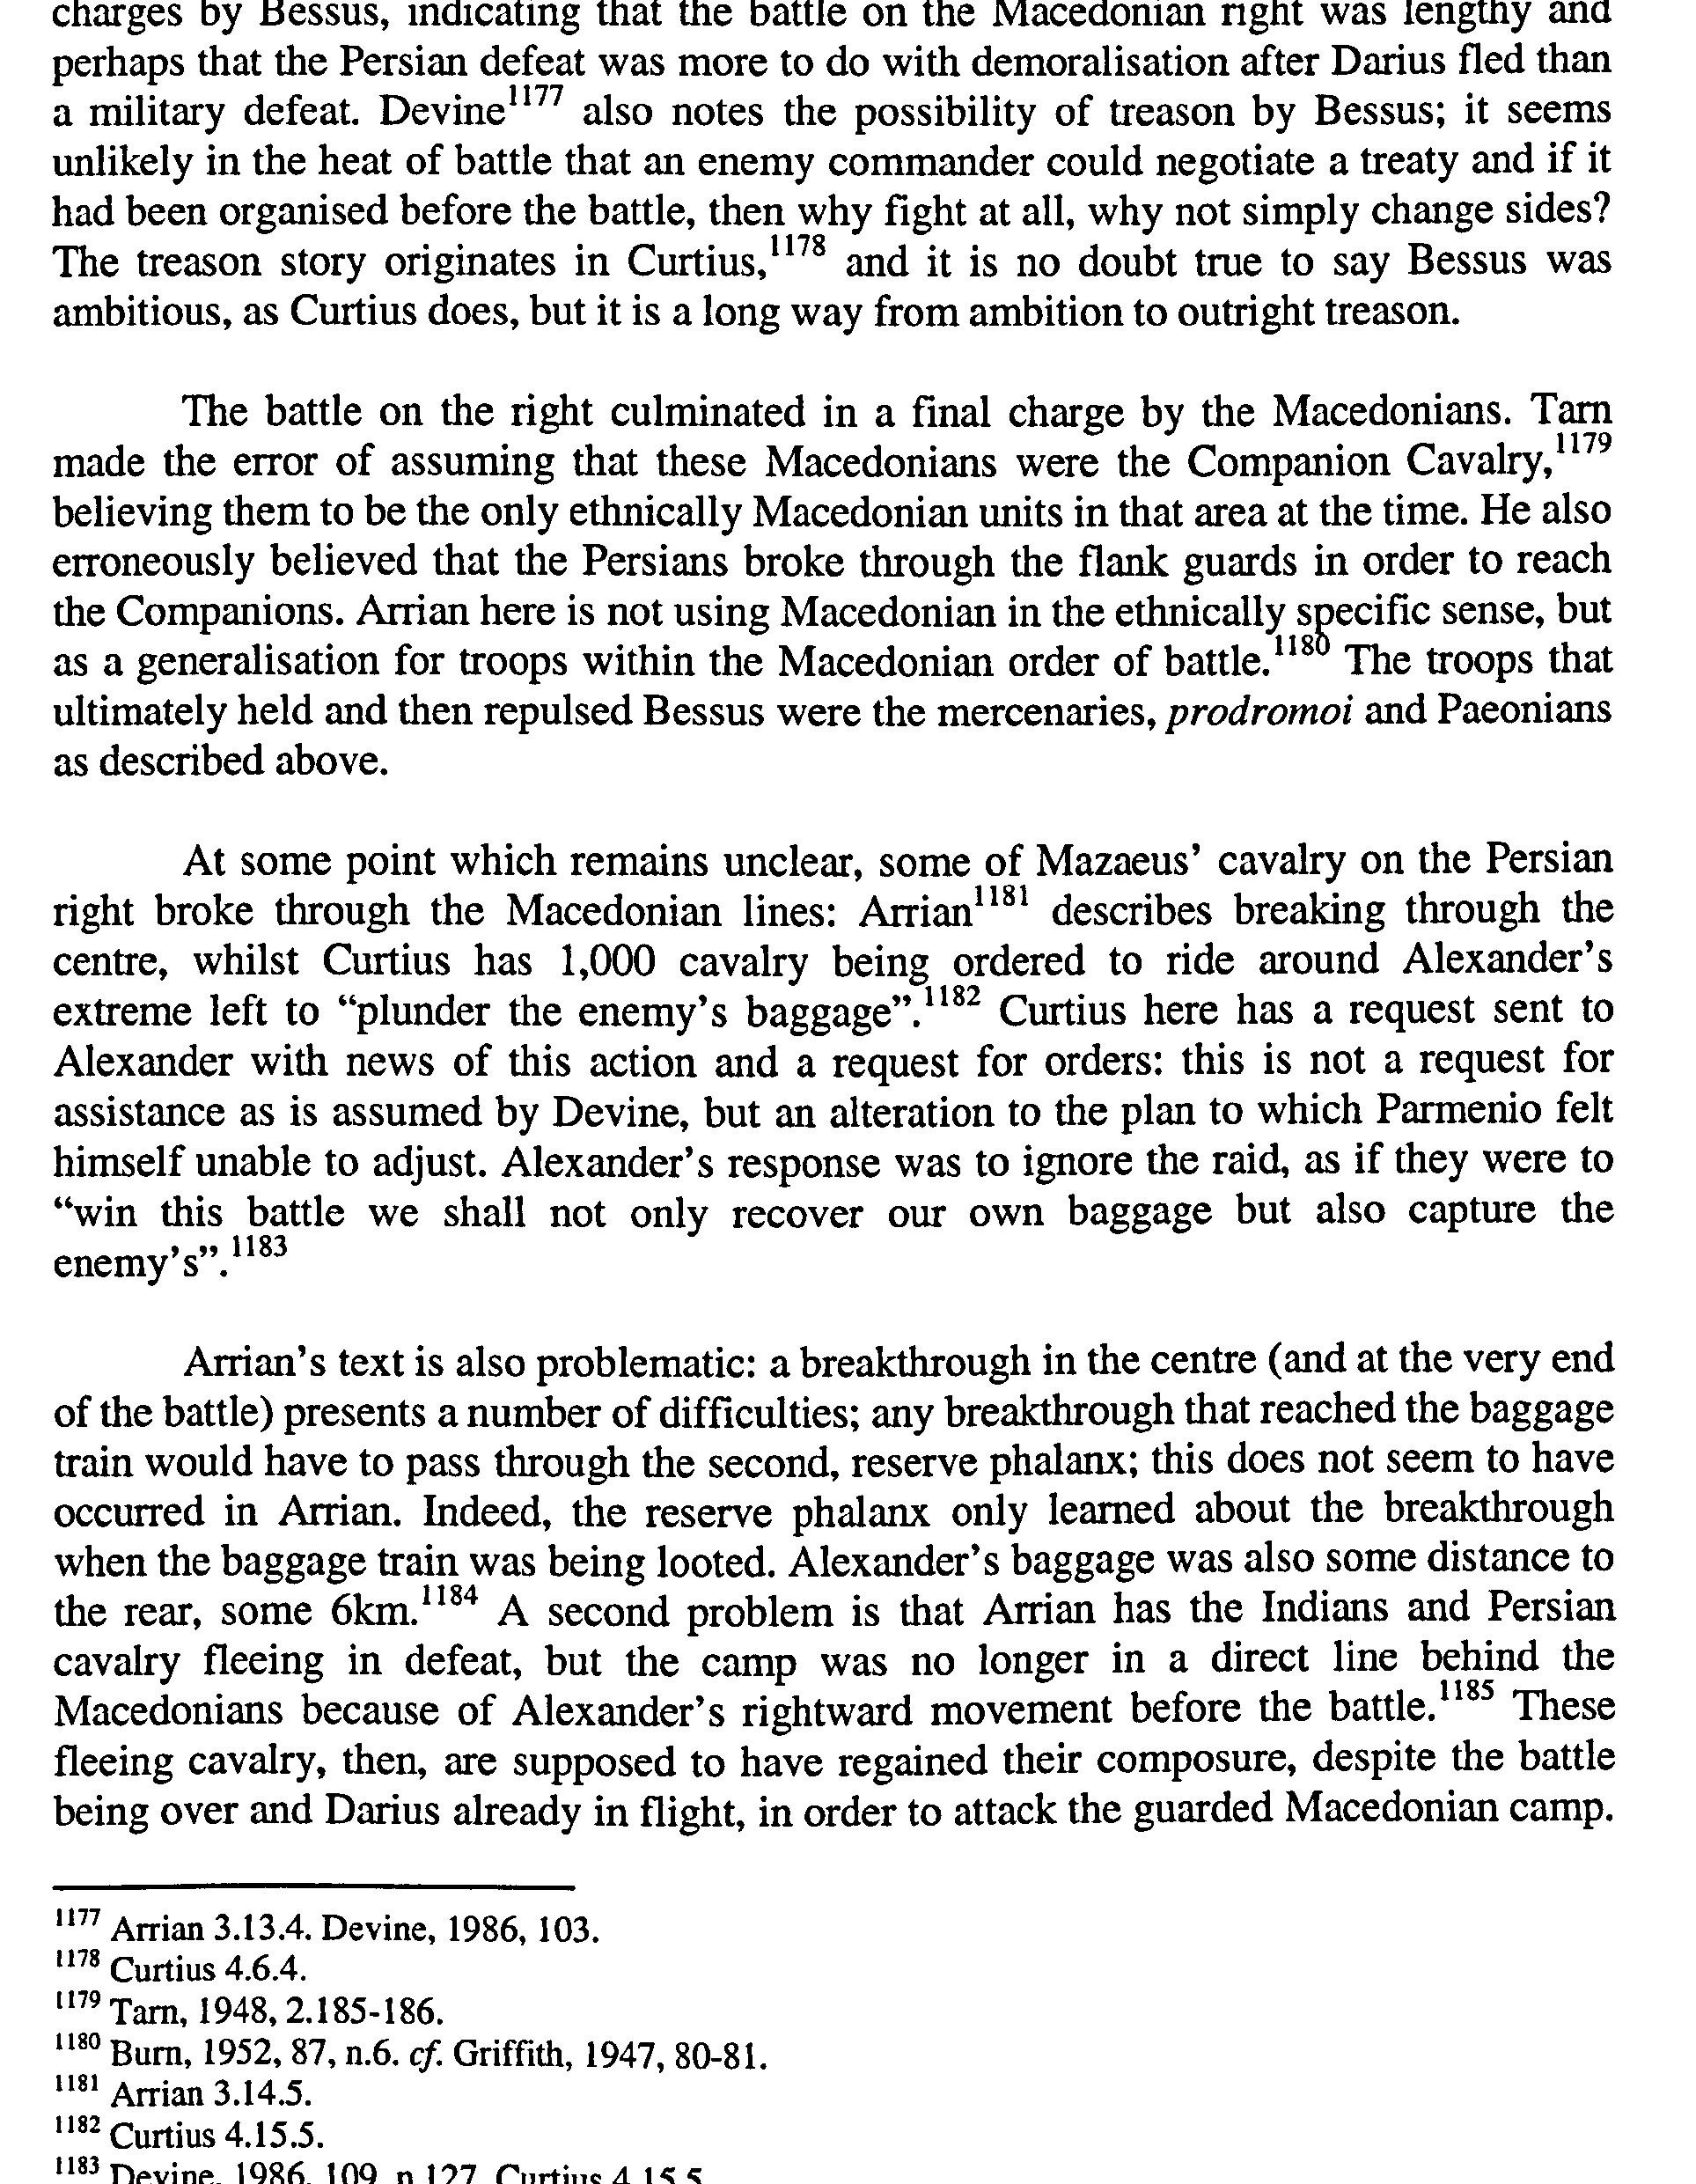 charges by Bessus, indicating that the battle on the Macedonian right was lengthy and
perhaps that the Persian defeat was more to do with demoralisation after Darius fled than
a military defeat. Devine1177 also notes the possibility of treason by Bessus; it seems
unlikely in the heat of battle that an enemy commander could negotiate a treaty and if it
had been organised before the battle, then why fight at all, why not simply change sides?
The treason story originates in Curtius,1178 and it is no doubt true to say Bessus was
ambitious, as Curtius does, but it is a long way from ambition to outright treason.
The battle on the right culminated in a final charge by the Macedonians. Tarn
made the error of assuming that these Macedonians were the Companion Cavalry,1179
believing them to be the only ethnically Macedonian units in that area at the time. He also
erroneously believed that the Persians broke through the flank guards in order to reach
the Companions. Arrian here is not using Macedonian in the ethnically specific sense, but
as a generalisation for troops within the Macedonian order of battle.1180 The troops that
ultimately held and then repulsed Bessus were the mercenaries, prodromoi and Paeonians
as described above.
At some point which remains unclear, some of Mazaeus' cavalry on the Persian
right broke through the Macedonian lines: Arrian1181 describes breaking through the
centre, whilst Curtius has 1,000 cavalry being ordered to ride around Alexander's
extreme left to “plunder the enemy's baggage”.1182 Curtius here has a request sent to
Alexander with news of this action and a request for orders: this is not a request for
assistance as is assumed by Devine, but an alteration to the plan to which Parmenio felt
himself unable to adjust. Alexander's response was to ignore the raid, as if they were to
“win this battle we shall not only recover our own baggage but also capture the
enemy's”.1183
Arrian's text is also problematic: a breakthrough in the centre (and at the very end
of the battle) presents a number of difficulties; any breakthrough that reached the baggage
train would have to pass through the second, reserve phalanx; this does not seem to have
occurred in Arrian. Indeed, the reserve phalanx only learned about the breakthrough
when the baggage train was being looted. Alexander's baggage was also some distance to
the rear, some 6km.1184 A second problem is that Arrian has the Indians and Persian
cavalry fleeing in defeat, but the camp was no longer in a direct line behind the
Macedonians because of Alexander's rightward movement before the battle.1185 These
fleeing cavalry, then, are supposed to have regained their composure, despite the battle
being over and Darius already in flight, in order to attack the guarded Macedonian camp.
1177 Arrian 3.13.4. Devine, 1986, 103.
1178 Curtius 4.6.4.
1179 Tarn, 1948, 2.185-186.
1180 Burn, 1952, 87, n.6. cf. Griffith, 1947, 80-81.
1181 Arrian 3.14.5.
1182 Curtius 4.15.5.
1183 Devine, 1986, 109, n.127. Curtius 4.15.5.